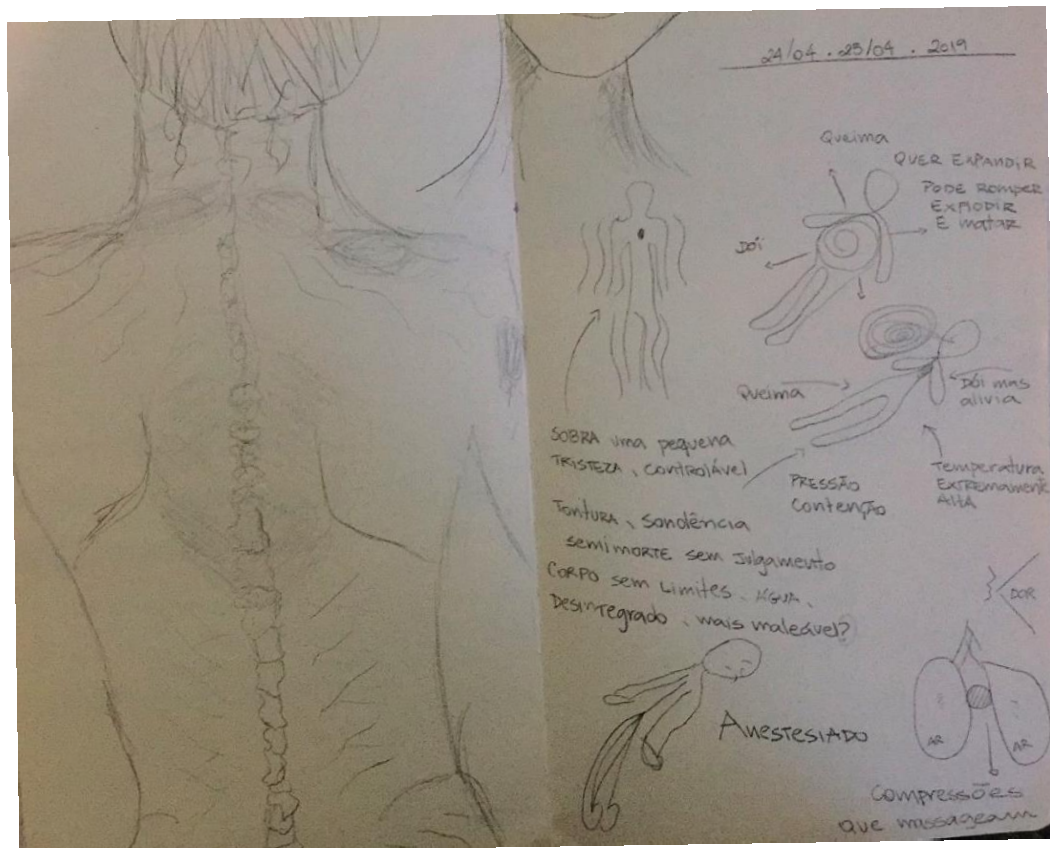 24/04 . 25/04 . 2019
Queima
QUER EXPANDIR
PODE ROMPER
EXPLODIR
E matar
DÓI
Queima
DÓI mas
alivia
SOBRA uma pequena
TRISTEZA, controlável
PRESSÃO
contenção
Temperatura
EXTREMAMENTE
ALTA
TONTURA, sonolência
semimorte sem julgamento
CORPO sem Limites, ÁGUA,
Desintegrado, mais maleável?
DOR
Anestesiado
AR
AR
compressões
que massageam